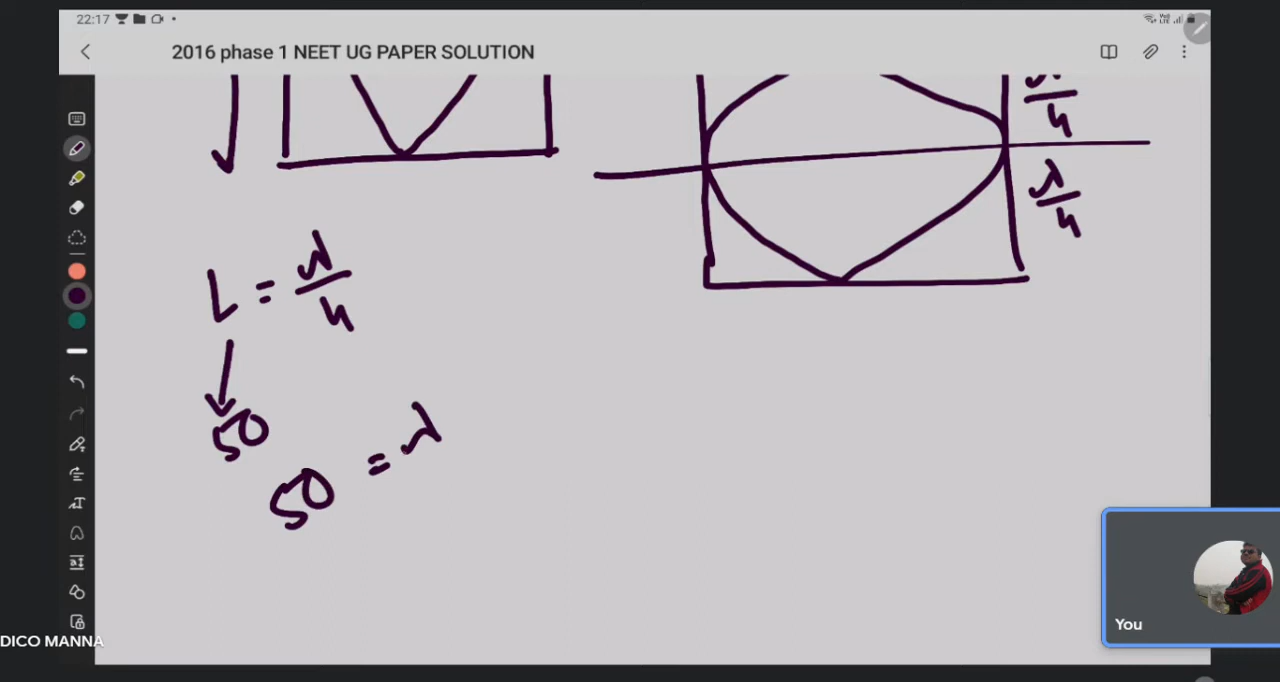 22:17
2016 phase 1 NEET UG PAPER SOLUTION
λ/4
λ/4
L = λ/4
50
50 = λ
You
DICO MANNA